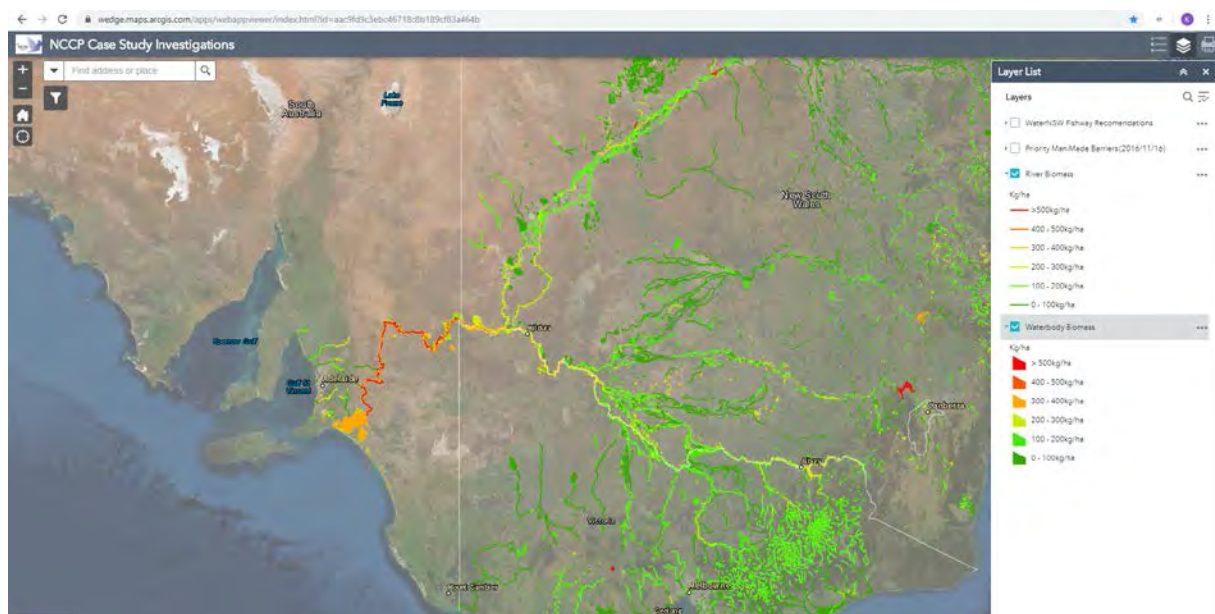 wedge.maps.arcgis.com/apps/webappviewer/index.html?id=aac9fd9c3ebc46718c8b189cf83a464b
K
NCCP Case Study Investigations
Find address or place
Lake Frome
South Australia
New South Wales
Mildura
Spencer Gulf
Gulf St Vincent
Adelaide
Canberra
Albury
Victoria
Mount Gambier
Melbourne
Geelong
Layer List
Layers
WaterNSW Fishway Recomendations
Priority Man-Made Barriers(2016/11/16)
River Biomass
Kg/ha
>500kg/ha
400 - 500kg/ha
300 - 400kg/ha
200 - 300kg/ha
100 - 200kg/ha
0 - 100kg/ha
Waterbody Biomass
Kg/ha
> 500kg/ha
400 - 500kg/ha
300 - 400kg/ha
200 - 300kg/ha
100 - 200kg/ha
0 - 100kg/ha